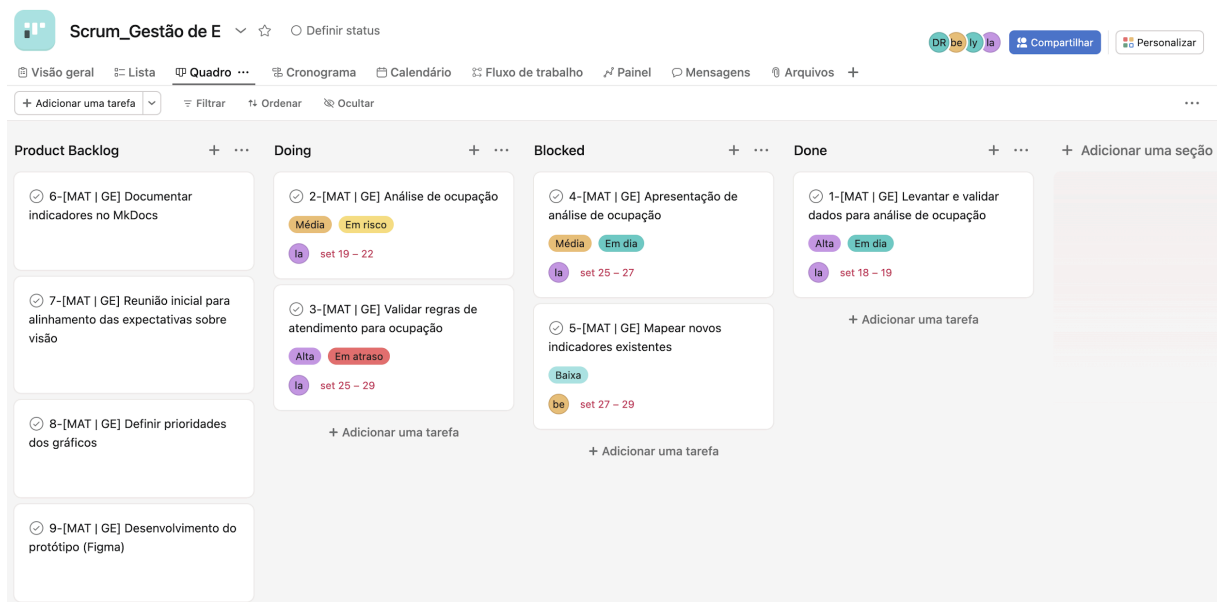 Scrum_Gestão de E
Definir status
DR be ly la
Compartilhar
Personalizar
Visão geral
Lista
Quadro
Cronograma
Calendário
Fluxo de trabalho
Painel
Mensagens
Arquivos
+ Adicionar uma tarefa
Filtrar
Ordenar
Ocultar
Product Backlog
6-[MAT | GE] Documentar
indicadores no MkDocs
7-[MAT | GE] Reunião inicial para
alinhamento das expectativas sobre
visão
8-[MAT | GE] Definir prioridades
dos gráficos
9-[MAT | GE] Desenvolvimento do
protótipo (Figma)
Doing
2-[MAT | GE] Análise de ocupação
Média Em risco
la set 19 – 22
3-[MAT | GE] Validar regras de
atendimento para ocupação
Alta Em atraso
la set 25 – 29
+ Adicionar uma tarefa
Blocked
4-[MAT | GE] Apresentação de
análise de ocupação
Média Em dia
la set 25 – 27
5-[MAT | GE] Mapear novos
indicadores existentes
Baixa
be set 27 – 29
+ Adicionar uma tarefa
Done
1-[MAT | GE] Levantar e validar
dados para análise de ocupação
Alta Em dia
la set 18 – 19
+ Adicionar uma tarefa
+ Adicionar uma seção